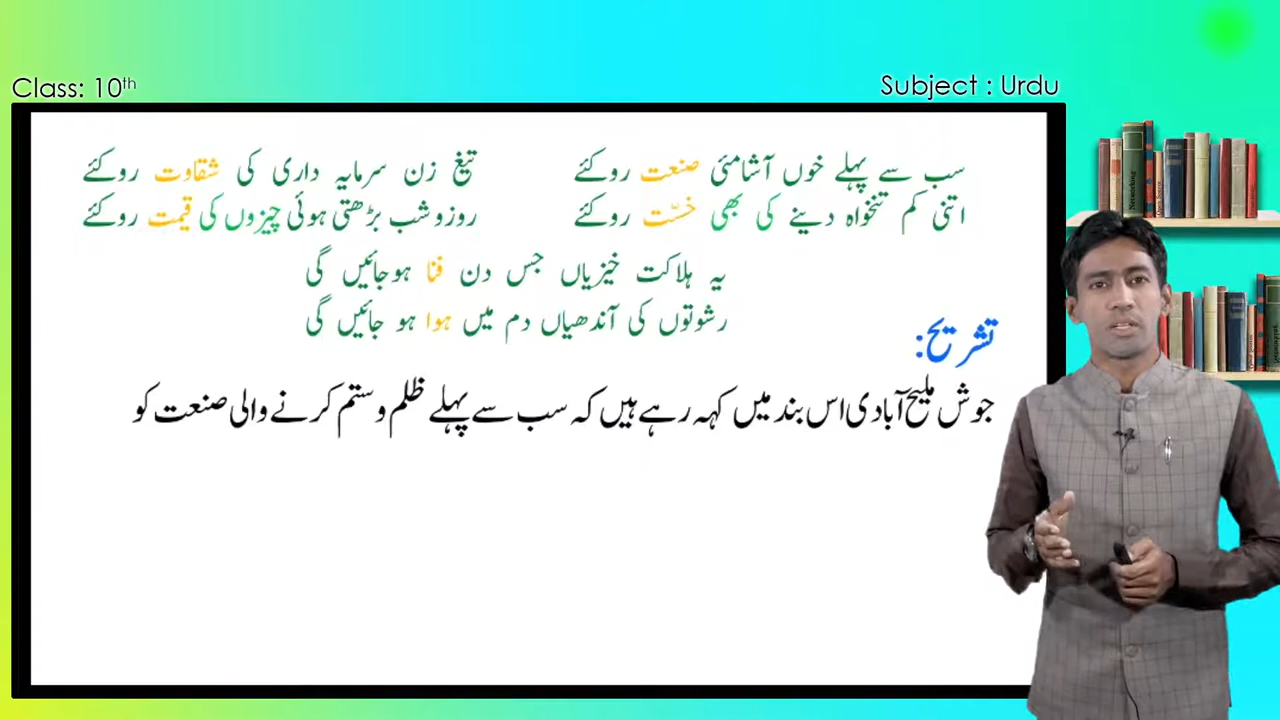 Class: 10th
Subject : Urdu
سب سے پہلے خوں آشامئی صنعت روکئے
تیغ زن سرمایہ داری کی شقاوت روکئے
اتنی کم تنخواہ دینے کی بھی خسّت روکئے
روز و شب بڑھتی ہوئی چیزوں کی قیمت روکئے
یہ ہلاکت خیزیاں جس دن فنا ہوجائیں گی
رشوتوں کی آندھیاں دم میں ہوا ہو جائیں گی
تشریح:
جوش ملیح آبادی اس بند میں کہہ رہے ہیں کہ سب سے پہلے ظلم و ستم کرنے والی صنعت کو